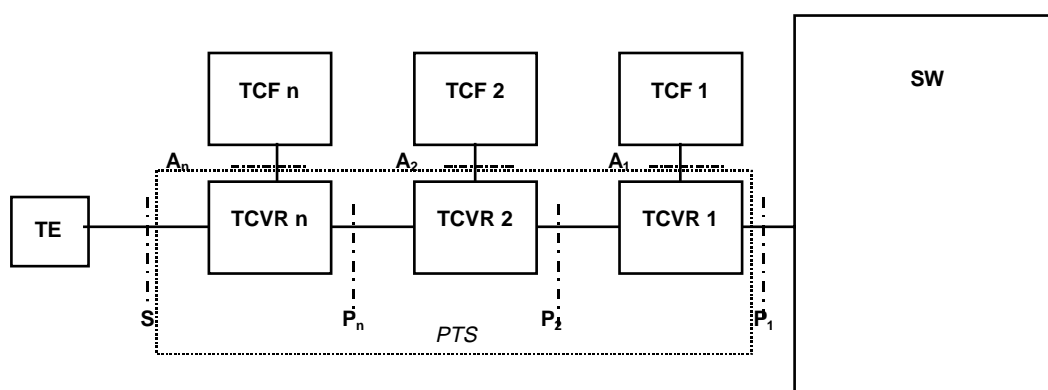 TCF n
TCF 2
TCF 1
SW
Aₙ
A₂
A₁
TE
TCVR n
TCVR 2
TCVR 1
S
Pₙ
P₂
P₁
PTS